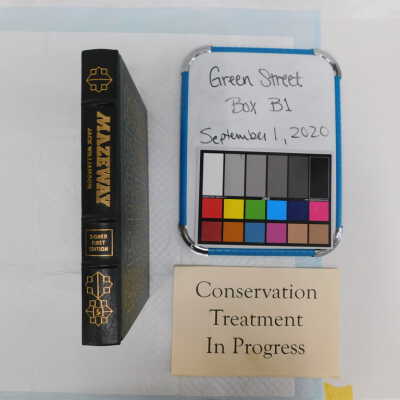 MAZEWAY
JACK WILLIAMSON
SIGNED
FIRST
EDITION
Green Street
Box B1
September 1, 2020
Conservation
Treatment
In Progress